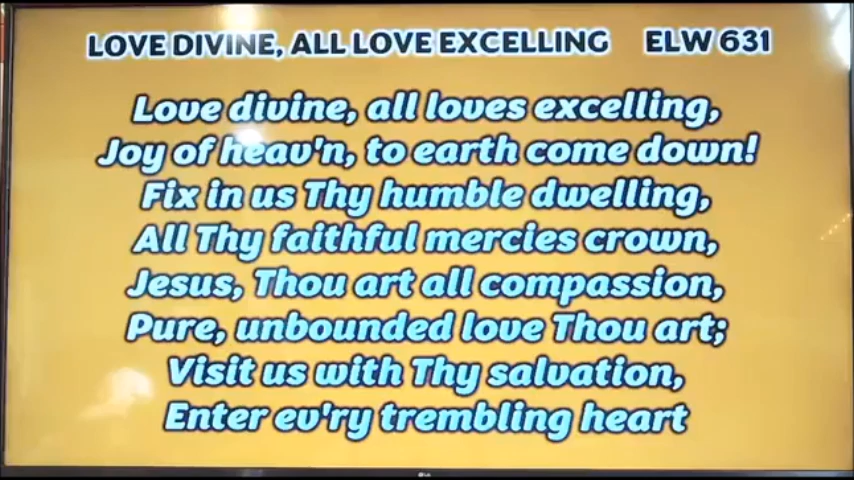 LOVE DIVINE, ALL LOVE EXCELLING ELW 631
Love divine, all loves excelling,
Joy of heav'n, to earth come down!
Fix in us Thy humble dwelling,
All Thy faithful mercies crown,
Jesus, Thou art all compassion,
Pure, unbounded love Thou art;
Visit us with Thy salvation,
Enter ev'ry trembling heart
LG